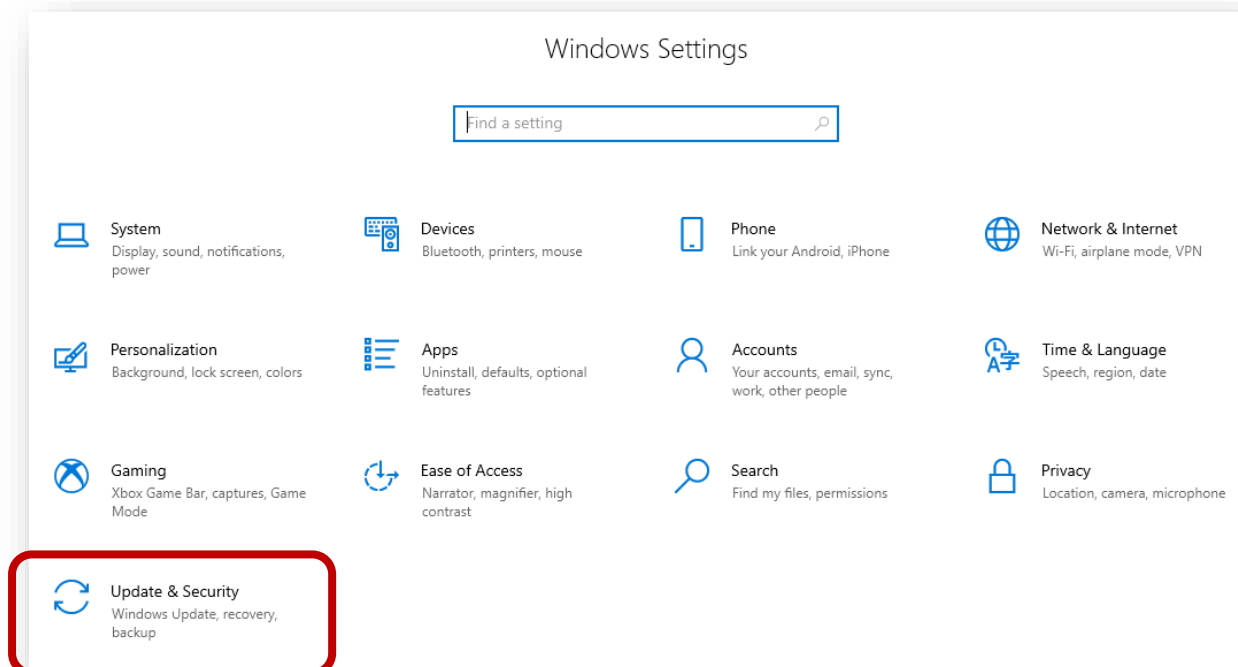 Windows Settings
Find a setting
System
Display, sound, notifications,
power
Devices
Bluetooth, printers, mouse
Phone
Link your Android, iPhone
Network & Internet
Wi-Fi, airplane mode, VPN
Personalization
Background, lock screen, colors
Apps
Uninstall, defaults, optional
features
Accounts
Your accounts, email, sync,
work, other people
Time & Language
Speech, region, date
Gaming
Xbox Game Bar, captures, Game
Mode
Ease of Access
Narrator, magnifier, high
contrast
Search
Find my files, permissions
Privacy
Location, camera, microphone
Update & Security
Windows Update, recovery,
backup